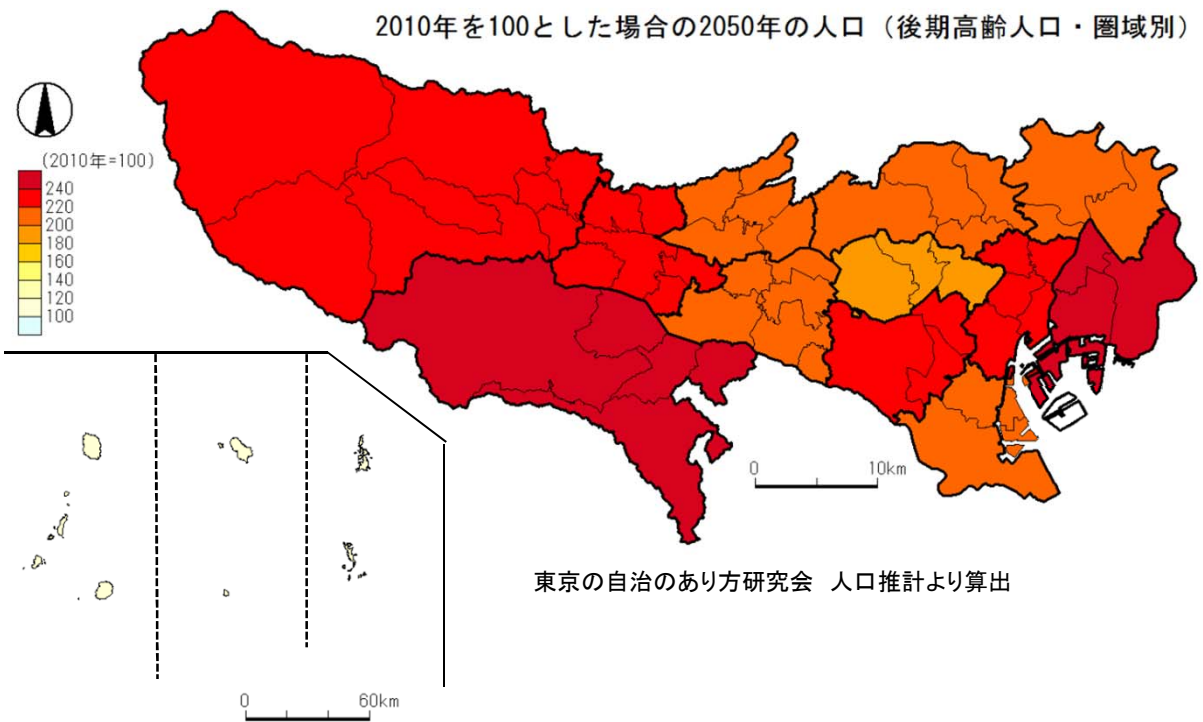 2010年を100とした場合の2050年の人口（後期高齢人口・圏域別）
(2010年=100)
240
220
200
180
160
140
120
100
0 10km
東京の自治のあり方研究会　人口推計より算出
0 60km